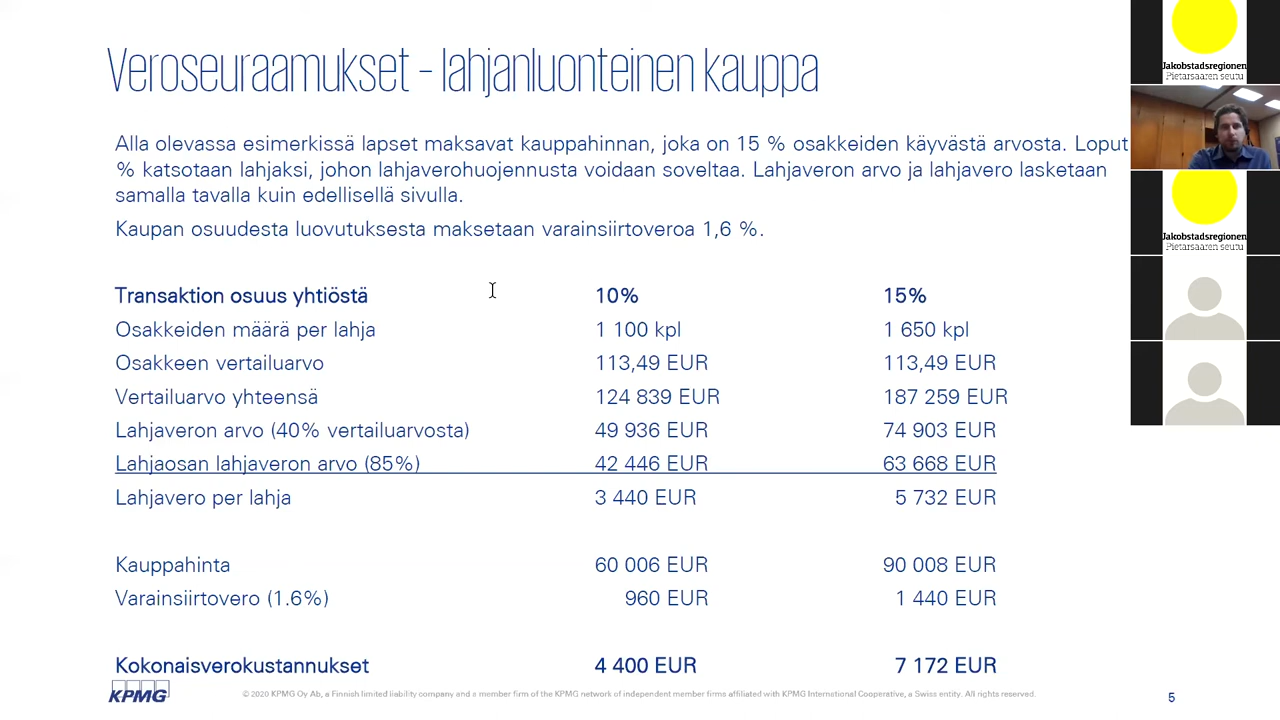 Veroseuraamukset - lahjanluonteinen kauppa
Alla olevassa esimerkissä lapset maksavat kauppahinnan, joka on 15 % osakkeiden käyvästä arvosta. Loput
% katsotaan lahjaksi, johon lahjaverohuojennusta voidaan soveltaa. Lahjaveron arvo ja lahjavero lasketaan
samalla tavalla kuin edellisellä sivulla.
Kaupan osuudesta luovutuksesta maksetaan varainsiirtoveroa 1,6 %.
Transaktion osuus yhtiöstä 10% 15%
Osakkeiden määrä per lahja 1 100 kpl 1 650 kpl
Osakkeen vertailuarvo 113,49 EUR 113,49 EUR
Vertailuarvo yhteensä 124 839 EUR 187 259 EUR
Lahjaveron arvo (40% vertailuarvosta) 49 936 EUR 74 903 EUR
Lahjaosan lahjaveron arvo (85%) 42 446 EUR 63 668 EUR
Lahjavero per lahja 3 440 EUR 5 732 EUR
Kauppahinta 60 006 EUR 90 008 EUR
Varainsiirtovero (1.6%) 960 EUR 1 440 EUR
Kokonaisverokustannukset 4 400 EUR 7 172 EUR
KPMG
© 2020 KPMG Oy Ab, a Finnish limited liability company and a member firm of the KPMG network of independent member firms affiliated with KPMG International Cooperative, a Swiss entity. All rights reserved.
5
Jakobstadsregionen
Pietarsaaren seutu
Jakobstadsregionen
Pietarsaaren seutu